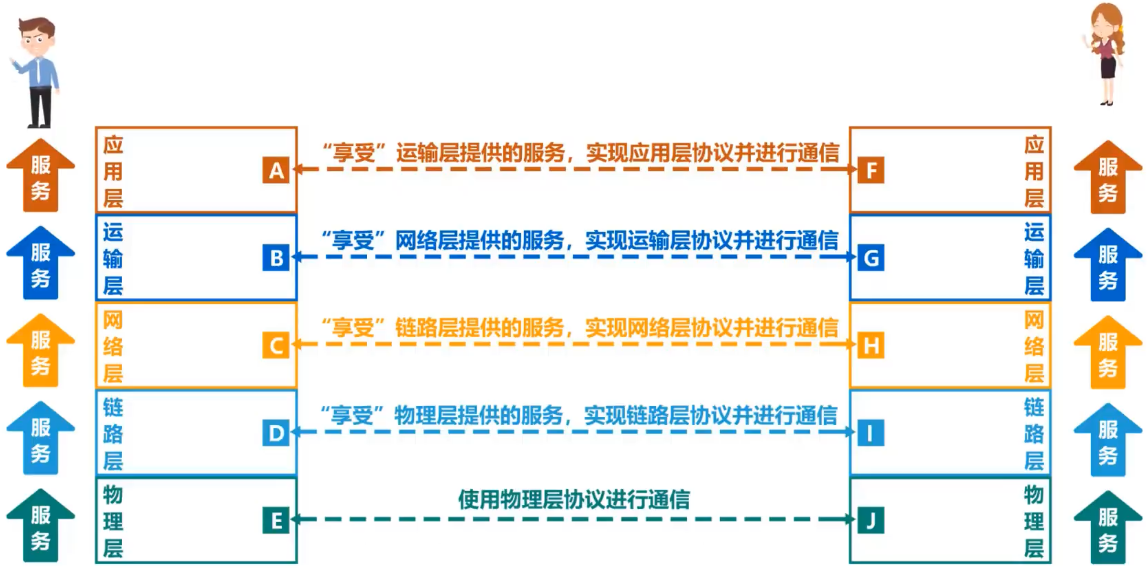 服务
应用层
A
“享受”运输层提供的服务，实现应用层协议并进行通信
F
应用层
服务
服务
运输层
B
“享受”网络层提供的服务，实现运输层协议并进行通信
G
运输层
服务
服务
网络层
C
“享受”链路层提供的服务，实现网络层协议并进行通信
H
网络层
服务
服务
链路层
D
“享受”物理层提供的服务，实现链路层协议并进行通信
I
链路层
服务
服务
物理层
E
使用物理层协议进行通信
J
物理层
服务